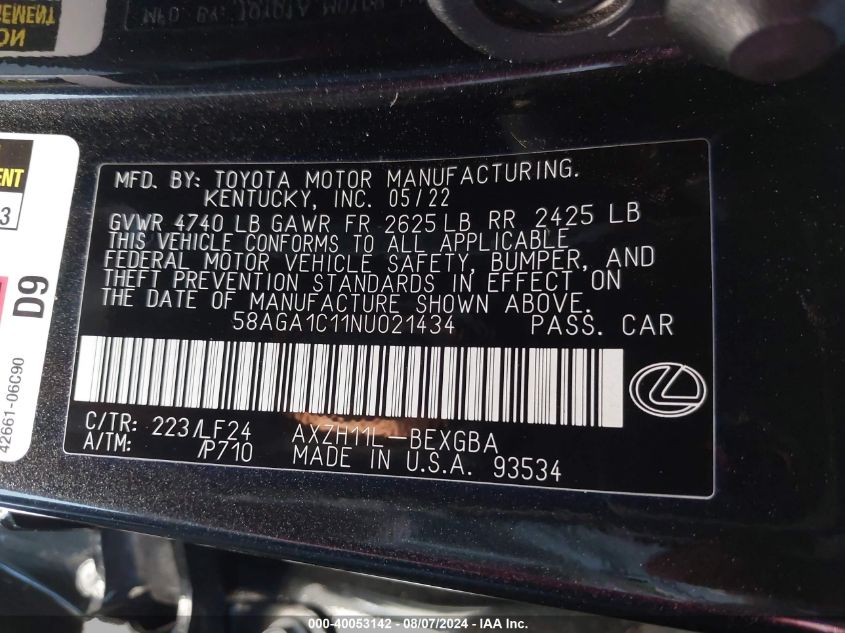 MFD. BY: TOYOTA MOTOR MANUFACTURING.
KENTUCKY, INC. 05/22
GVWR 4740 LB GAWR FR 2625 LB RR 2425 LB
THIS VEHICLE CONFORMS TO ALL APPLICABLE
FEDERAL MOTOR VEHICLE SAFETY, BUMPER, AND
THEFT PREVENTION STANDARDS IN EFFECT ON
THE DATE OF MANUFACTURE SHOWN ABOVE.
58AGA1C11NU021434 PASS. CAR
C/TR: 223/LF24 AXZH11L-BEXGBA
A/TM: /P710 MADE IN U.S.A. 93534
3
D9
42661-06C90
000-40053142 - 08/07/2024 - IAA Inc.